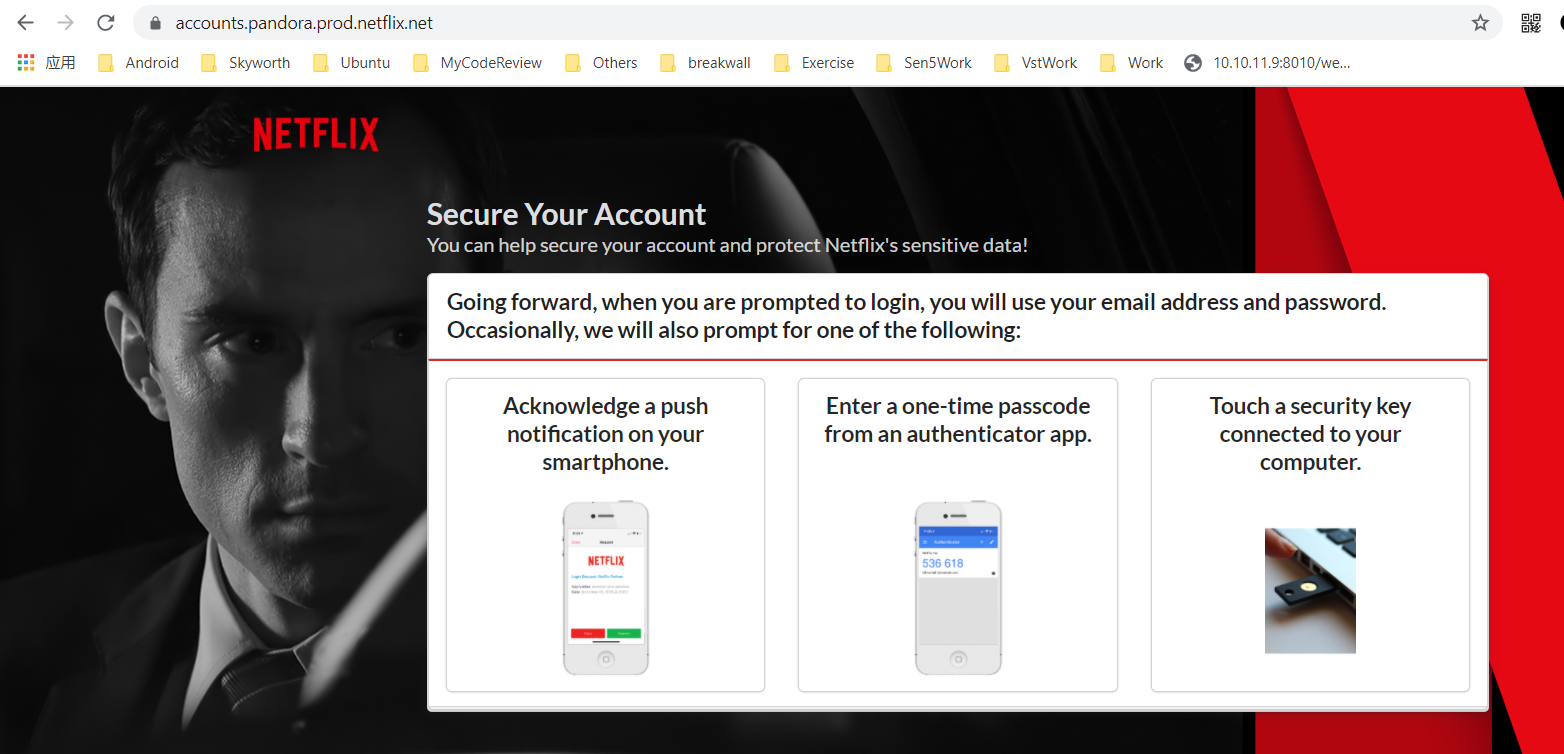 accounts.pandora.prod.netflix.net
应用 Android Skyworth Ubuntu MyCodeReview Others breakwall Exercise Sen5Work VstWork Work 10.10.11.9:8010/we...
NETFLIX
Secure Your Account
You can help secure your account and protect Netflix's sensitive data!
Going forward, when you are prompted to login, you will use your email address and password.
Occasionally, we will also prompt for one of the following:
Acknowledge a push
notification on your
smartphone.
NETFLIX
Enter a one-time passcode
from an authenticator app.
Authenticator
536 618
Touch a security key
connected to your
computer.